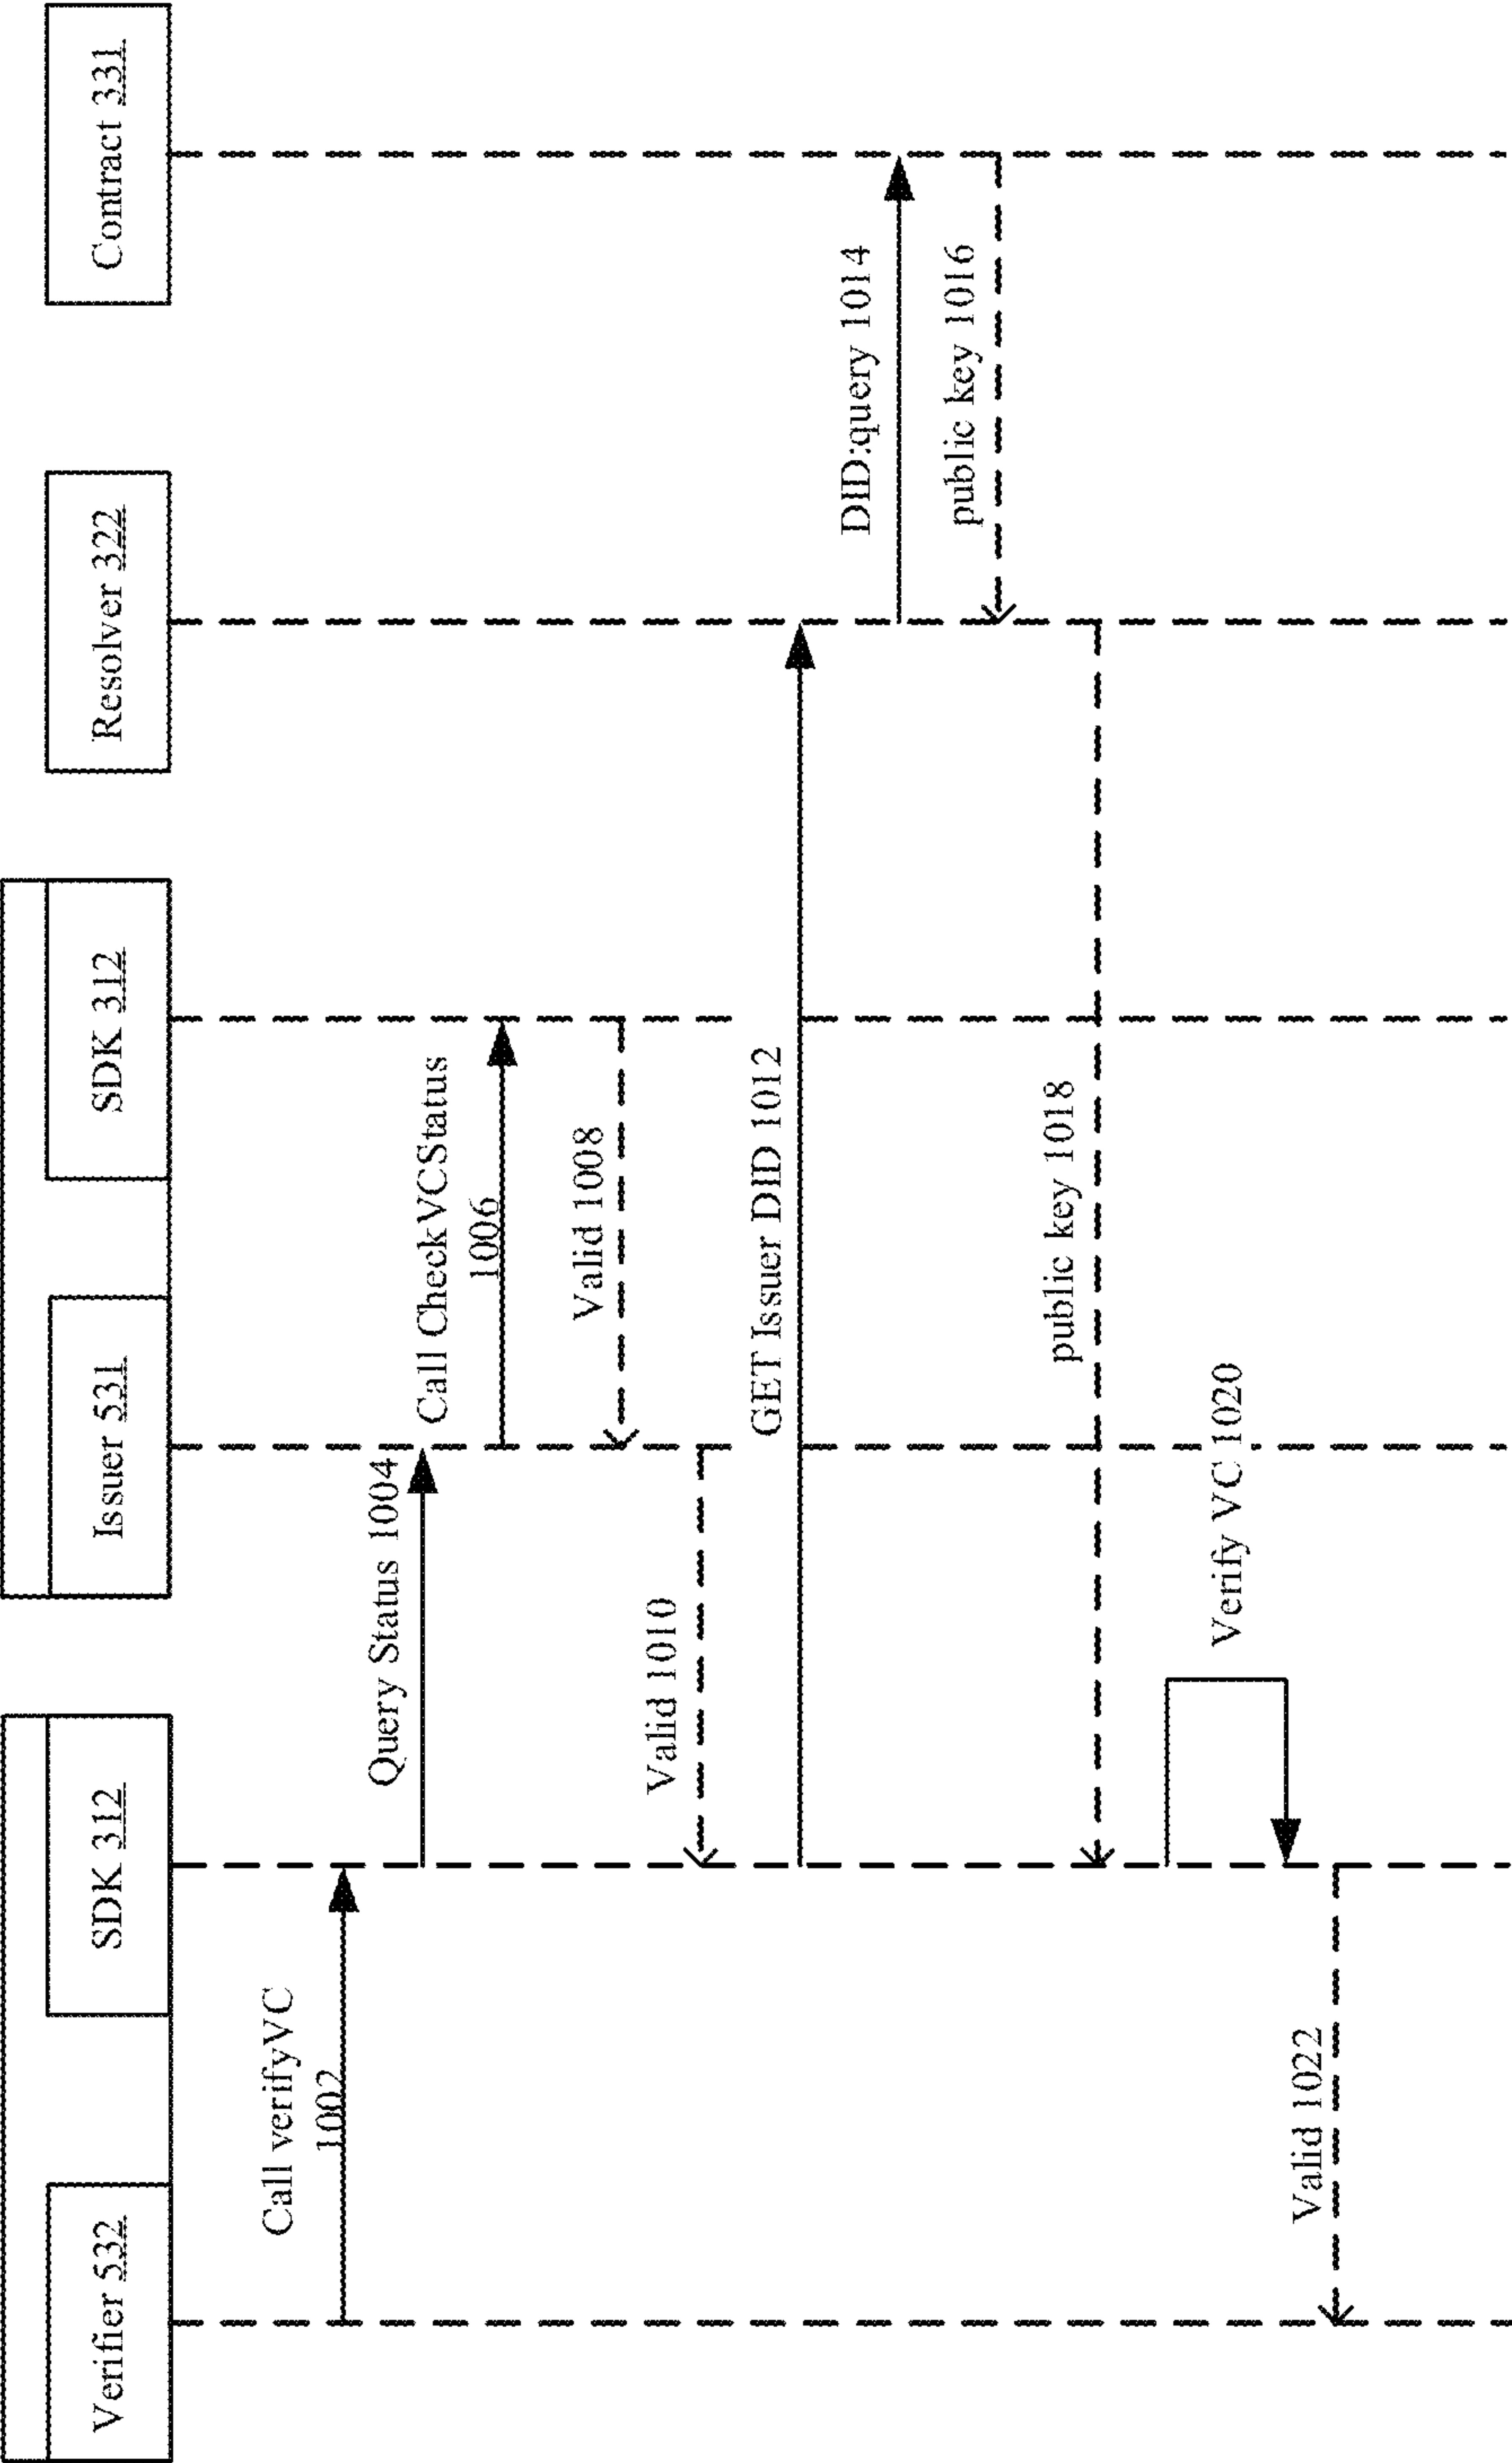 Verifier 532
SDK 312
Issuer 531
SDK 312
Resolver 322
Contract 331
Call verifyVC
1002
Query Status 1004
Call CheckVCStatus
1006
Valid 1008
Valid 1010
GET Issuer DID 1012
DID:query 1014
public key 1016
public key 1018
Verify VC 1020
Valid 1022